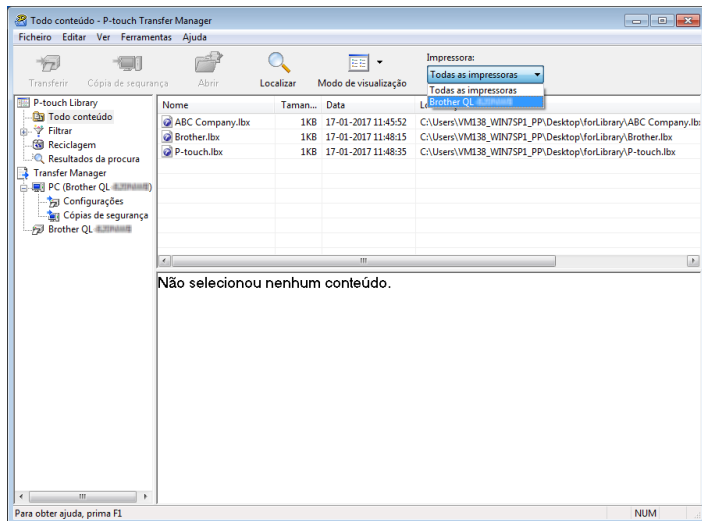 Todo conteúdo - P-touch Transfer Manager
Ficheiro Editar Ver Ferramentas Ajuda
Impressora:
Todas as impressoras
Transferir Cópia de segurança Abrir Localizar Modo de visualização
Todas as impressoras
Brother QL
P-touch Library
Todo conteúdo
Filtrar
Reciclagem
Resultados da procura
Transfer Manager
PC (Brother QL )
Configurações
Cópias de segurança
Brother QL
Nome Taman... Data
ABC Company.lbx 1KB 17-01-2017 11:45:52 C:\Users\VM138_WIN7SP1_PP\Desktop\forLibrary\ABC Company.lb
Brother.lbx 1KB 17-01-2017 11:48:15 C:\Users\VM138_WIN7SP1_PP\Desktop\forLibrary\Brother.lbx
P-touch.lbx 1KB 17-01-2017 11:48:35 C:\Users\VM138_WIN7SP1_PP\Desktop\forLibrary\P-touch.lbx
Não selecionou nenhum conteúdo.
Para obter ajuda, prima F1
NUM